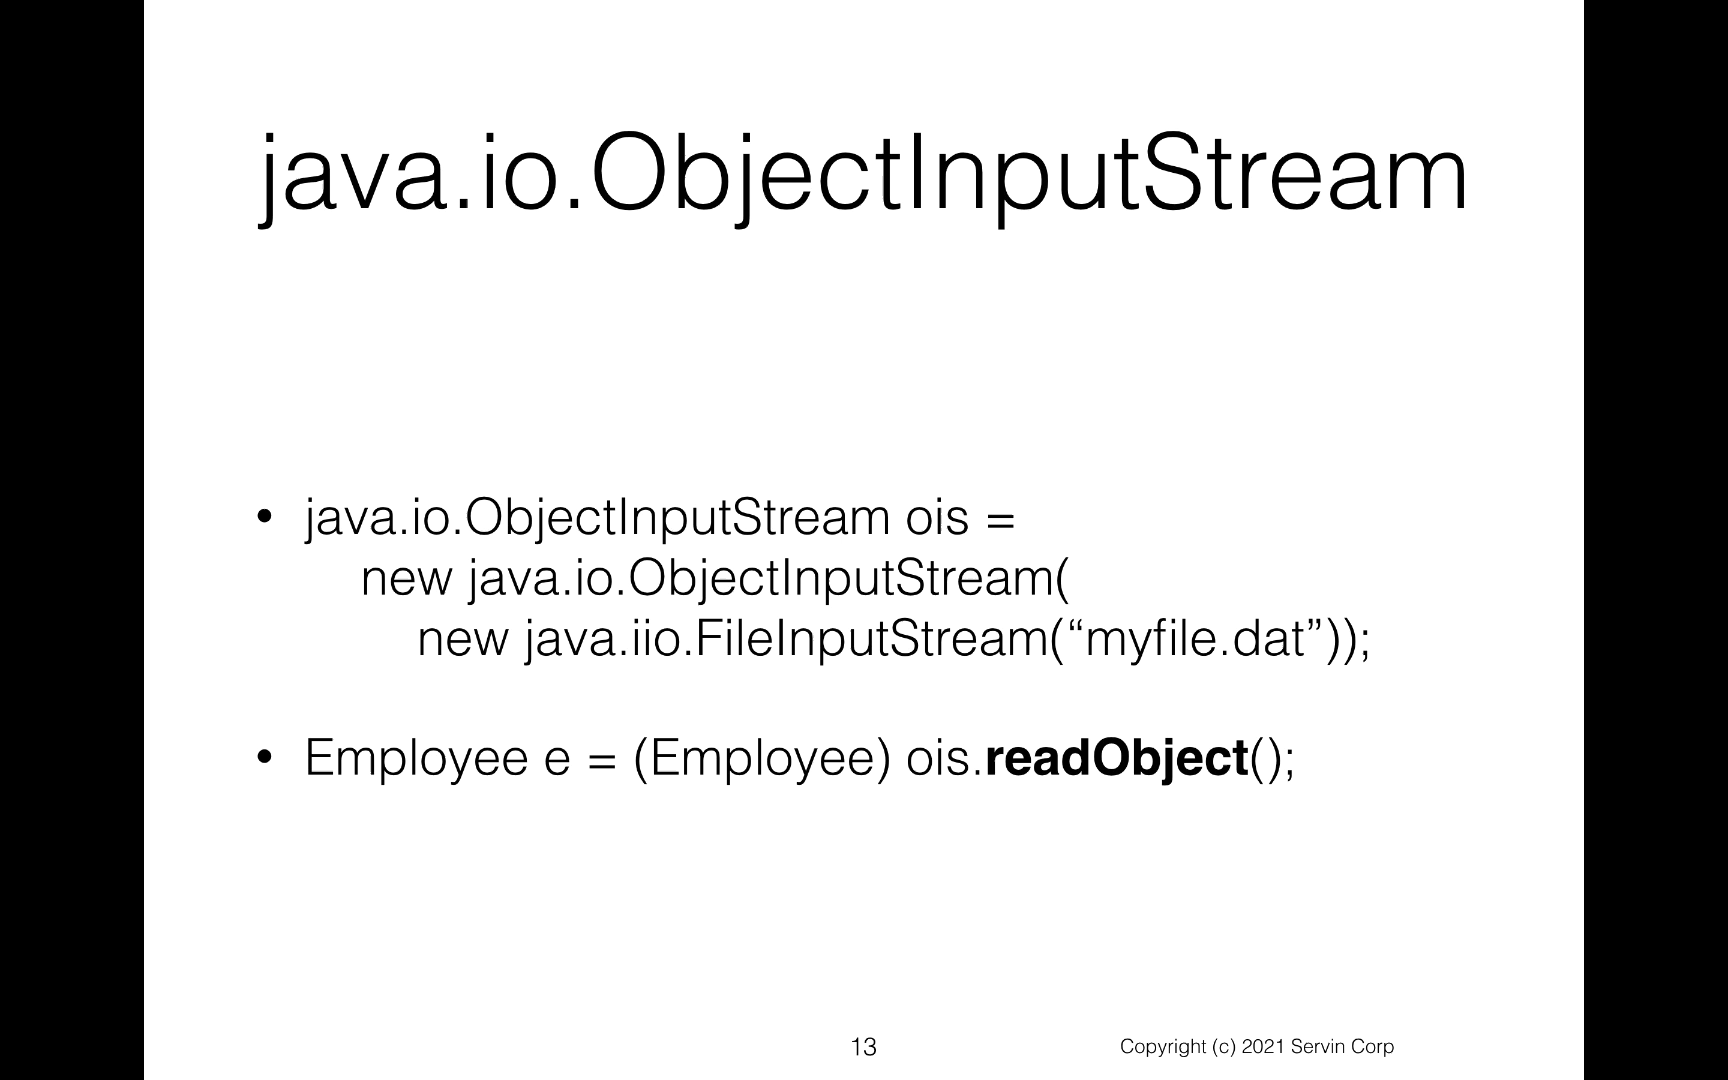 java.io.ObjectInputStream
• java.io.ObjectInputStream ois =
new java.io.ObjectInputStream(
new java.iio.FileInputStream(“myfile.dat”));
• Employee e = (Employee) ois.readObject();
13
Copyright (c) 2021 Servin Corp